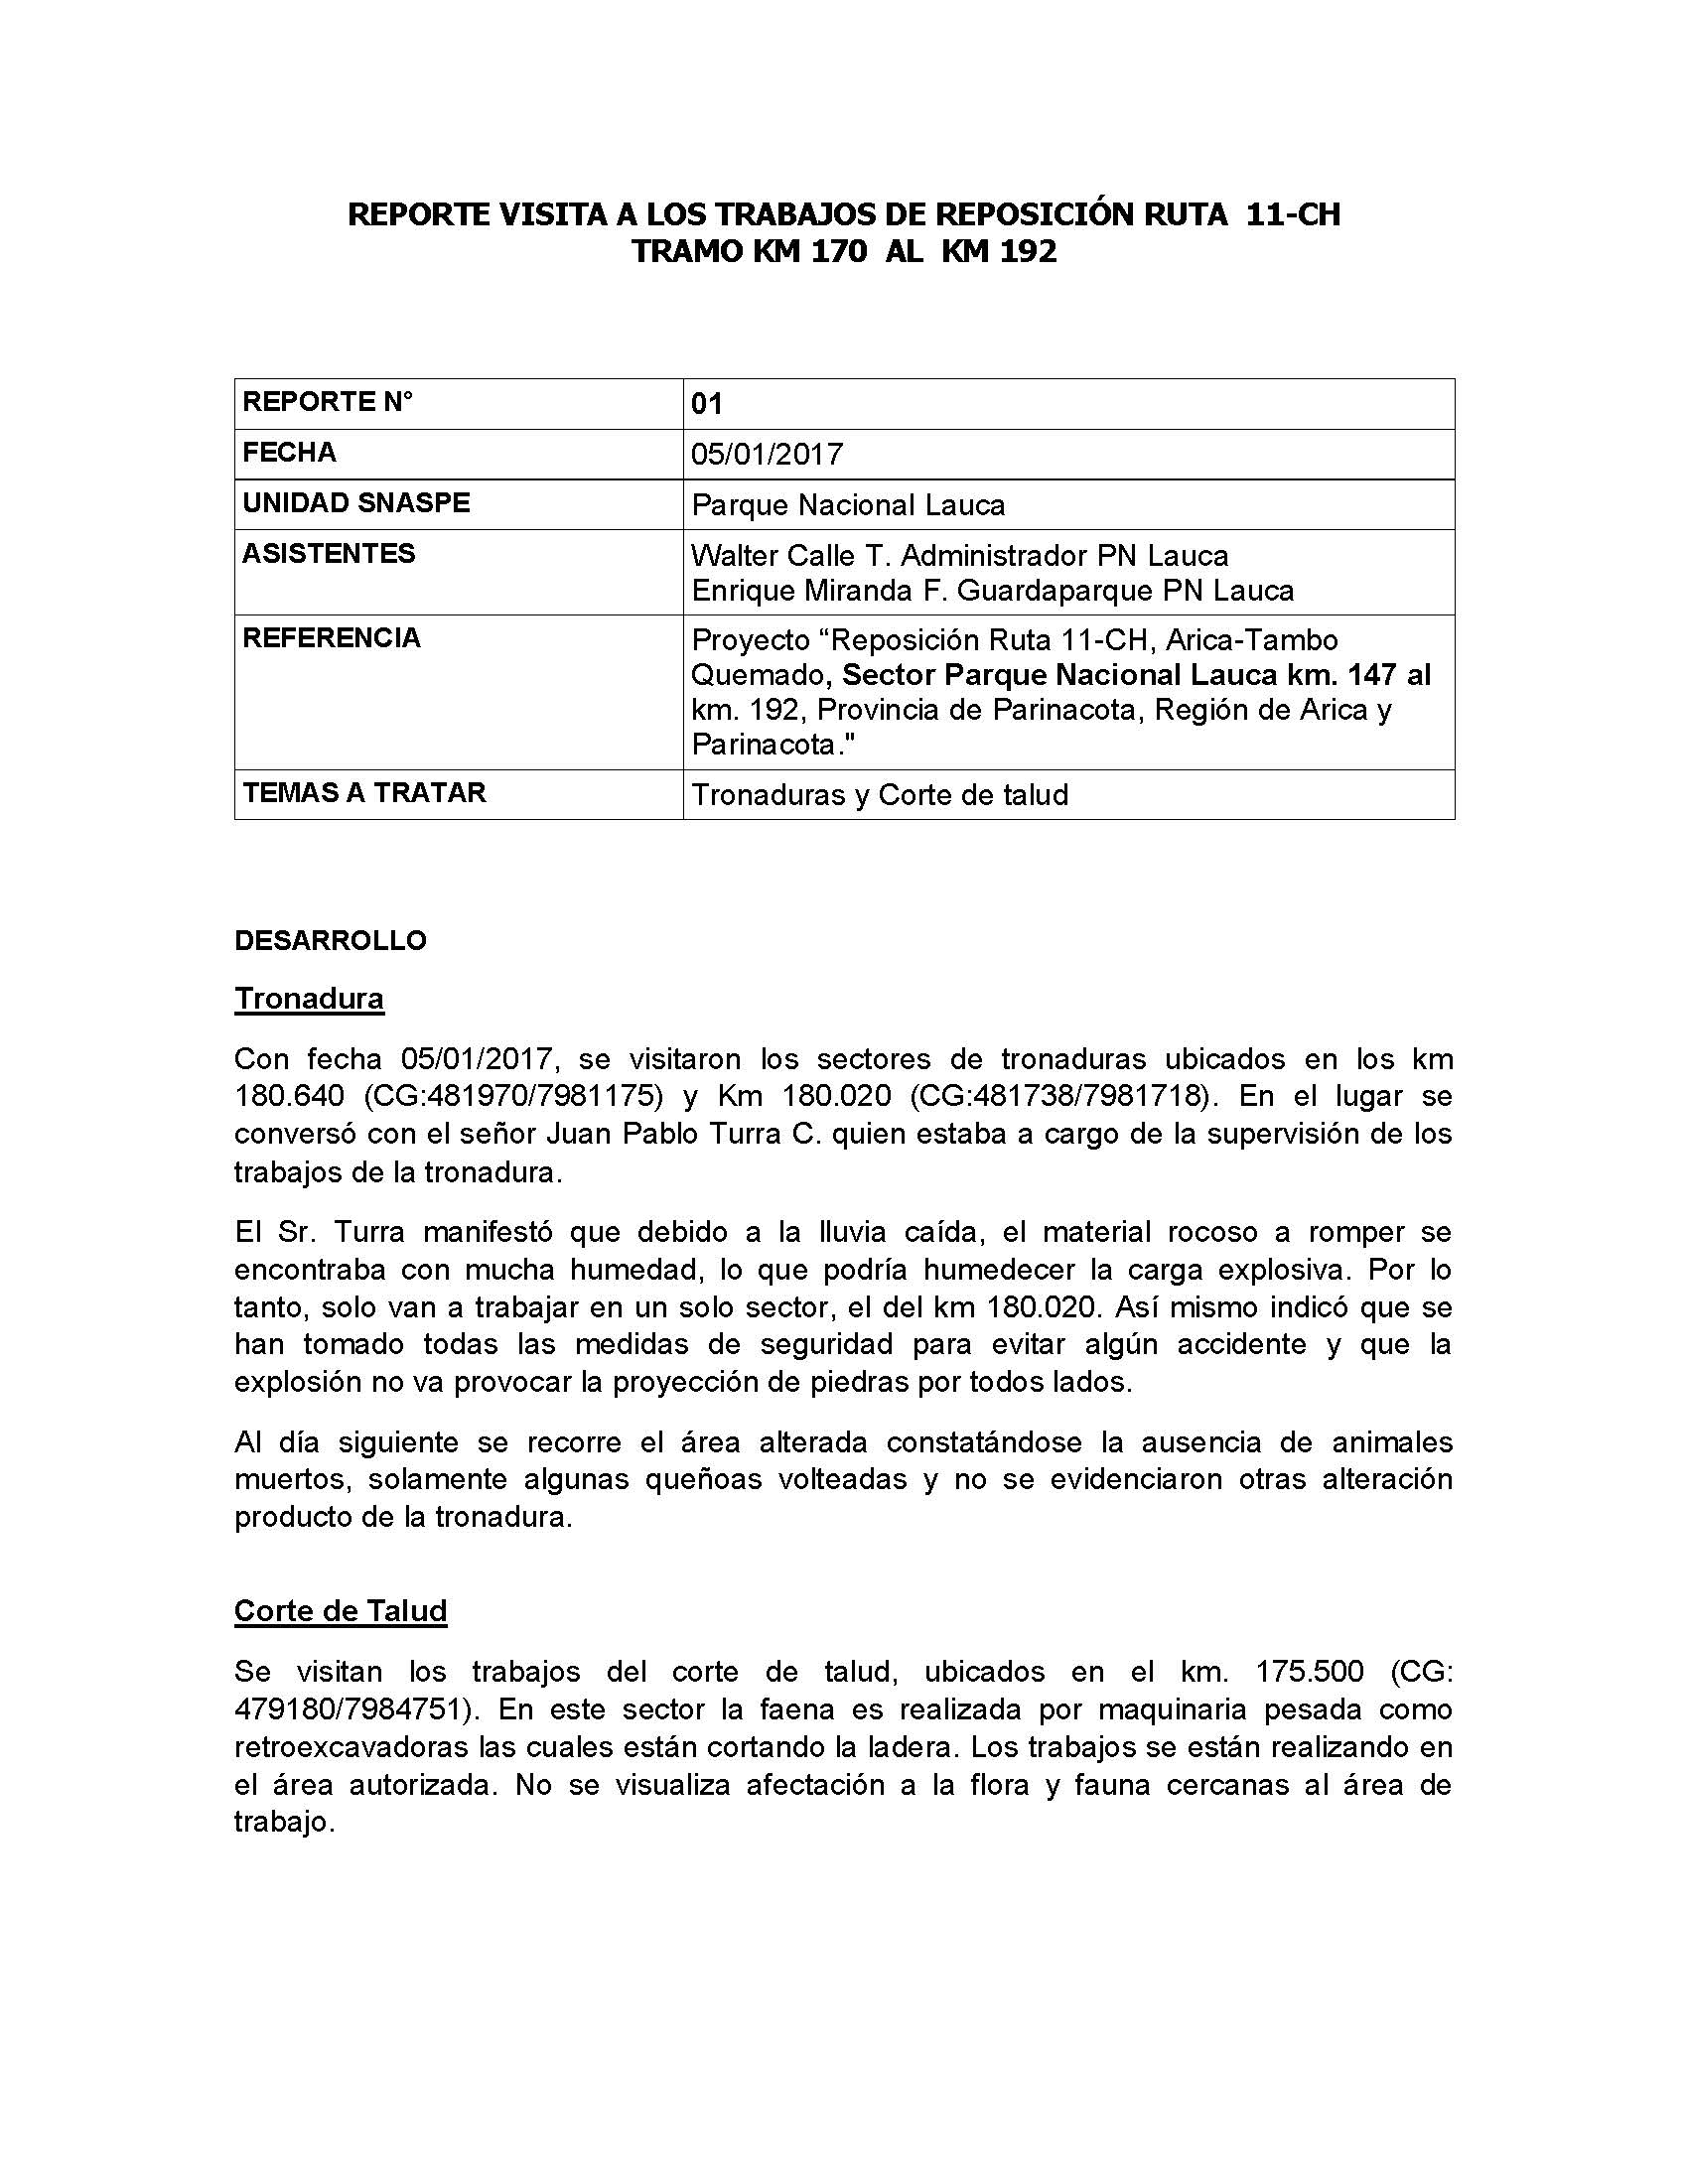 REPORTE VISITA A LOS TRABAJOS DE REPOSICIÓN RUTA 11-CH
TRAMO KM 170 AL KM 192
REPORTE N° 01
FECHA 05/01/2017
UNIDAD SNASPE Parque Nacional Lauca
ASISTENTES Walter Calle T. Administrador PN Lauca
Enrique Miranda F. Guardaparque PN Lauca
REFERENCIA Proyecto “Reposición Ruta 11-CH, Arica-Tambo
Quemado, Sector Parque Nacional Lauca km. 147 al
km. 192, Provincia de Parinacota, Región de Arica y
Parinacota."
TEMAS A TRATAR Tronaduras y Corte de talud
DESARROLLO
Tronadura
Con fecha 05/01/2017, se visitaron los sectores de tronaduras ubicados en los km
180.640 (CG:481970/7981175) y Km 180.020 (CG:481738/7981718). En el lugar se
conversó con el señor Juan Pablo Turra C. quien estaba a cargo de la supervisión de los
trabajos de la tronadura.
El Sr. Turra manifestó que debido a la lluvia caída, el material rocoso a romper se
encontraba con mucha humedad, lo que podría humedecer la carga explosiva. Por lo
tanto, solo van a trabajar en un solo sector, el del km 180.020. Así mismo indicó que se
han tomado todas las medidas de seguridad para evitar algún accidente y que la
explosión no va provocar la proyección de piedras por todos lados.
Al día siguiente se recorre el área alterada constatándose la ausencia de animales
muertos, solamente algunas queñoas volteadas y no se evidenciaron otras alteración
producto de la tronadura.
Corte de Talud
Se visitan los trabajos del corte de talud, ubicados en el km. 175.500 (CG:
479180/7984751). En este sector la faena es realizada por maquinaria pesada como
retroexcavadoras las cuales están cortando la ladera. Los trabajos se están realizando en
el área autorizada. No se visualiza afectación a la flora y fauna cercanas al área de
trabajo.